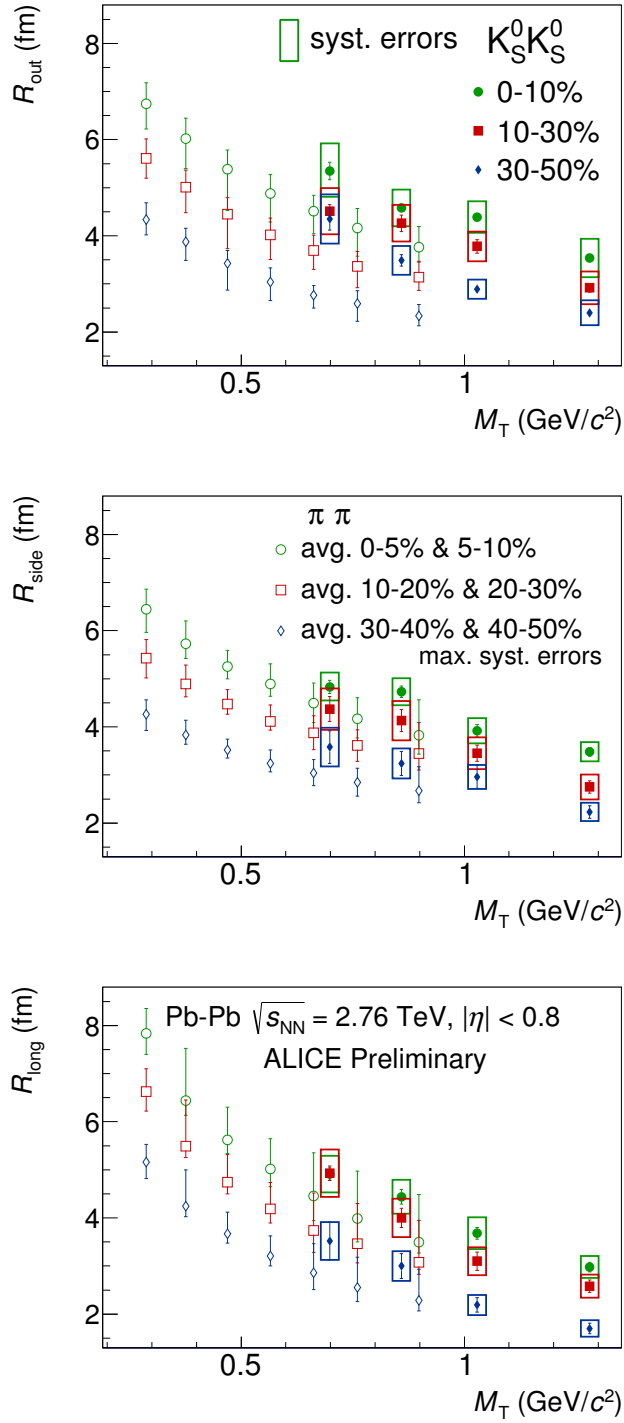 syst. errors K⁰_S K⁰_S
0-10%
10-30%
30-50%
R_out (fm)
8
6
4
2
0.5 1
M_T (GeV/c²)
π π
avg. 0-5% & 5-10%
avg. 10-20% & 20-30%
avg. 30-40% & 40-50%
max. syst. errors
R_side (fm)
8
6
4
2
0.5 1
M_T (GeV/c²)
Pb-Pb √s_NN = 2.76 TeV, |η| < 0.8
ALICE Preliminary
R_long (fm)
8
6
4
2
0.5 1
M_T (GeV/c²)